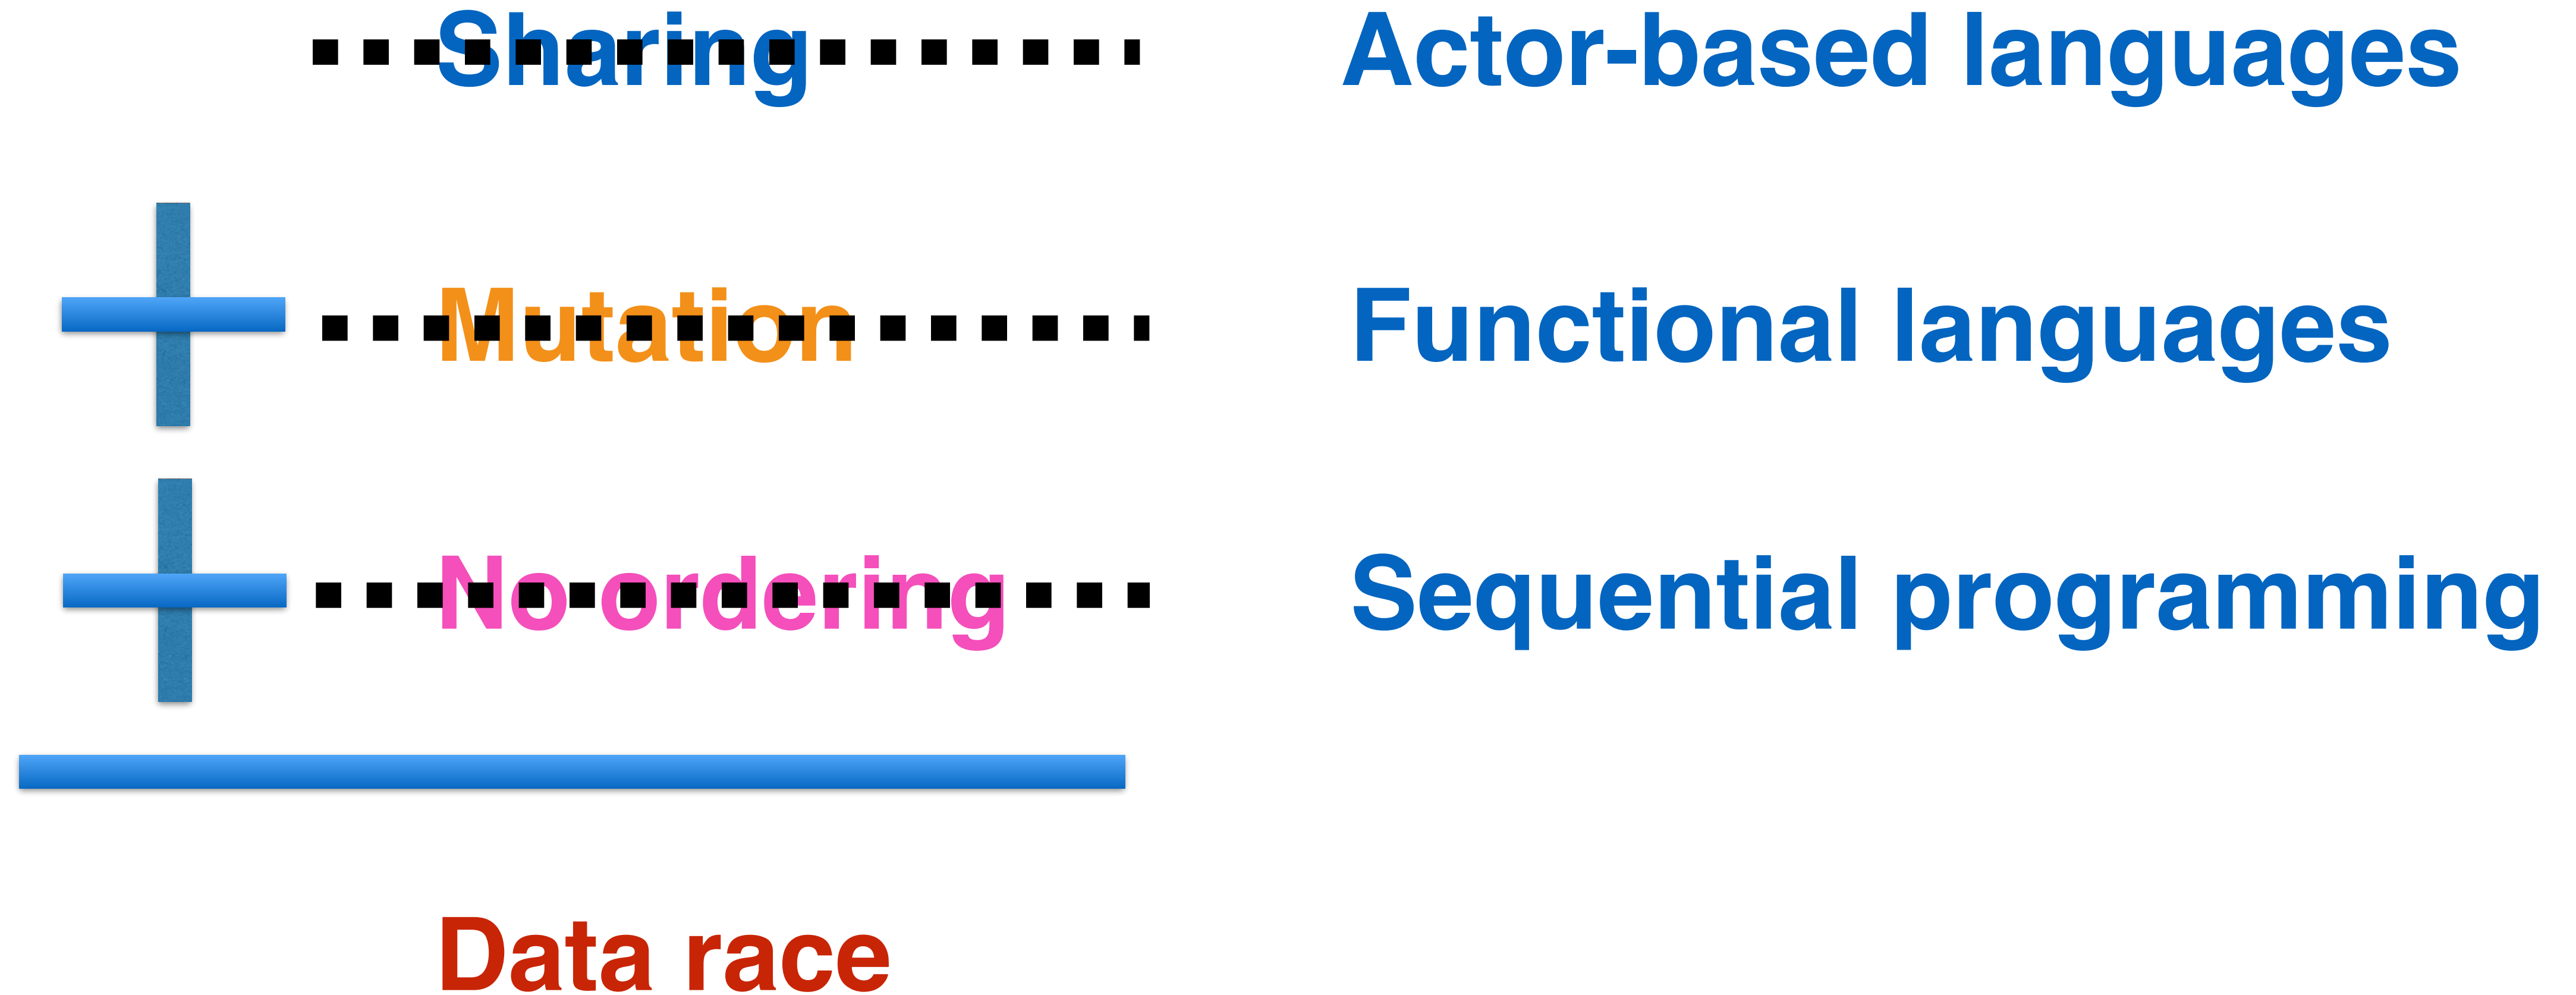 Sharing Actor-based languages
Mutation Functional languages
No ordering Sequential programming
Data race